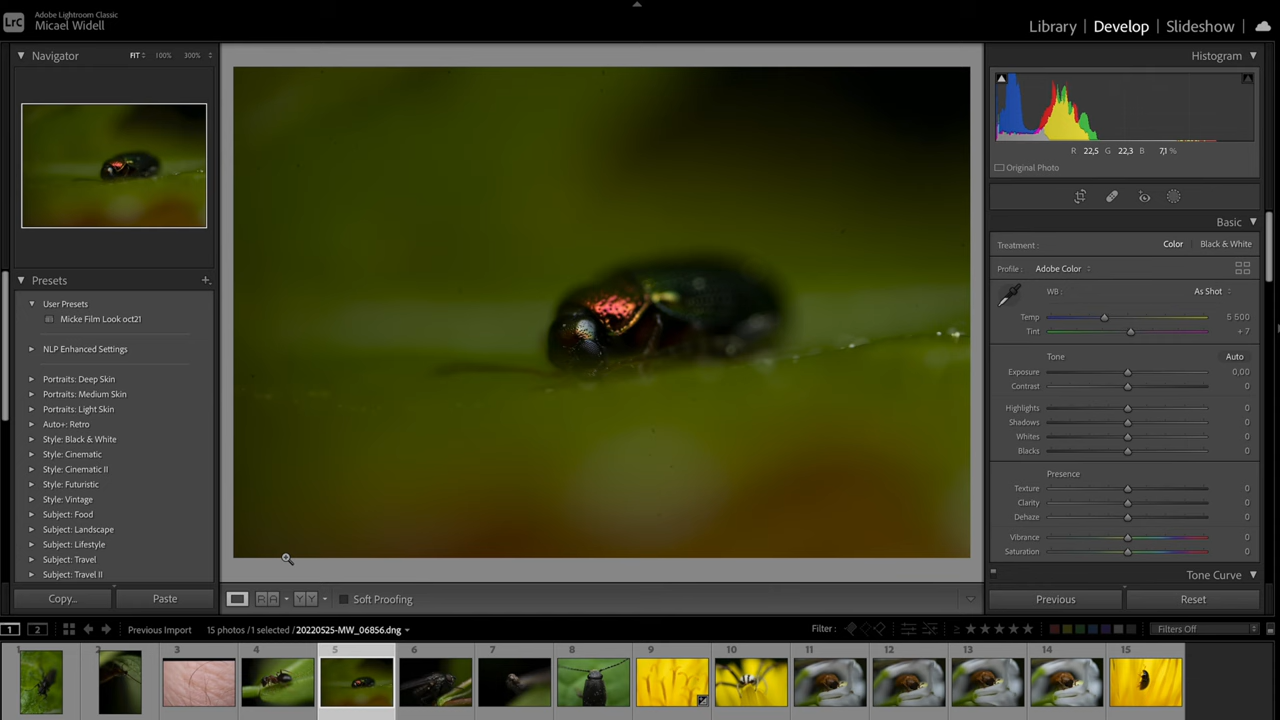 LrC
Adobe Lightroom Classic
Micael Widell
Library | Develop | Slideshow
Navigator
FIT
100%
300%
Presets
User Presets
Micke Film Look oct21
NLP Enhanced Settings
Portraits: Deep Skin
Portraits: Medium Skin
Portraits: Light Skin
Auto+: Retro
Style: Black & White
Style: Cinematic
Style: Cinematic II
Style: Futuristic
Style: Vintage
Subject: Food
Subject: Landscape
Subject: Lifestyle
Subject: Travel
Subject: Travel II
Copy...
Paste
R A
Y Y
Soft Proofing
Histogram
R 22,5 G 22,3 B 7,1 %
Original Photo
Basic
Treatment :
Color
Black & White
Profile :
Adobe Color
WB :
As Shot
Temp
5 500
Tint
+ 7
Tone
Auto
Exposure
0,00
Contrast
0
Highlights
0
Shadows
0
Whites
0
Blacks
0
Presence
Texture
0
Clarity
0
Dehaze
0
Vibrance
0
Saturation
0
Tone Curve
Previous
Reset
1
2
Previous Import
15 photos / 1 selected / 20220525-MW_06856.dng
Filter :
Filters Off
1
2
3
4
5
6
7
8
9
10
11
12
13
14
15